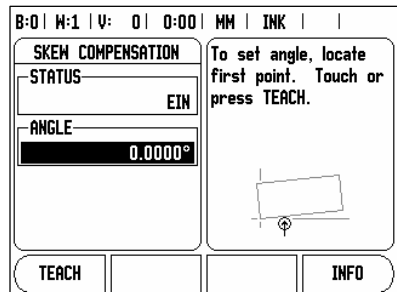 B:0 | W:1 | V: 0 | 0:00 | MM | INK | |
SKEW COMPENSATION
STATUS
EIN
ANGLE
0.0000°
To set angle, locate
first point. Touch or
press TEACH.
TEACH
INFO